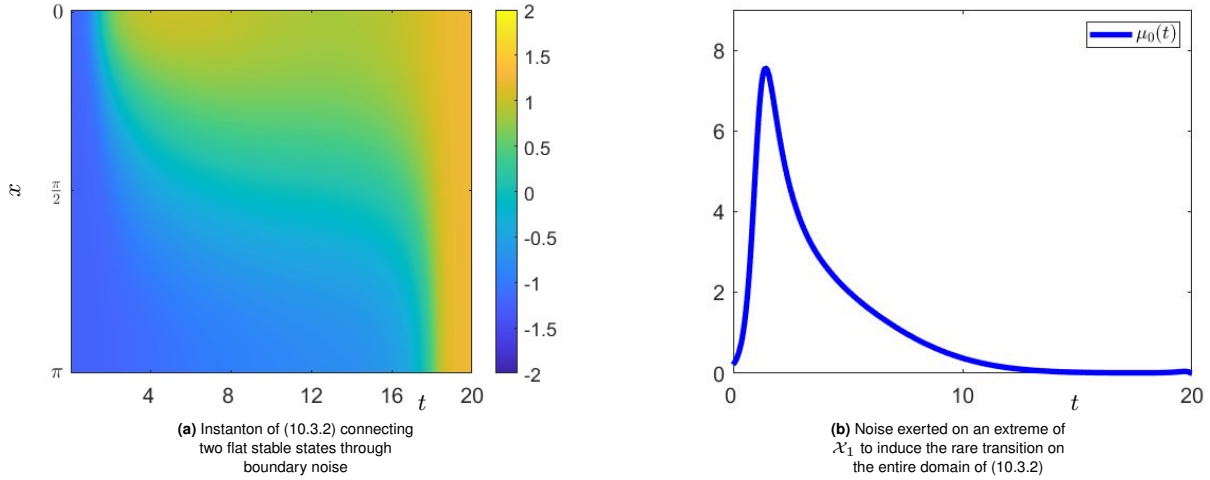 0
π/2
π
x
4
8
12
16
20
t
2
1.5
1
0.5
0
-0.5
-1
-1.5
-2
(a) Instanton of (10.3.2) connecting
two flat stable states through
boundary noise
μ₀(t)
8
6
4
2
0
0
10
20
t
(b) Noise exerted on an extreme of
𝒳₁ to induce the rare transition on
the entire domain of (10.3.2)